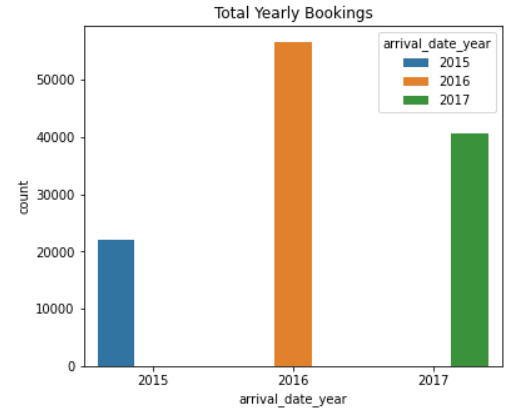 Total Yearly Bookings
arrival_date_year
2015
2016
2017
count
50000
40000
30000
20000
10000
0
2015 2016 2017
arrival_date_year